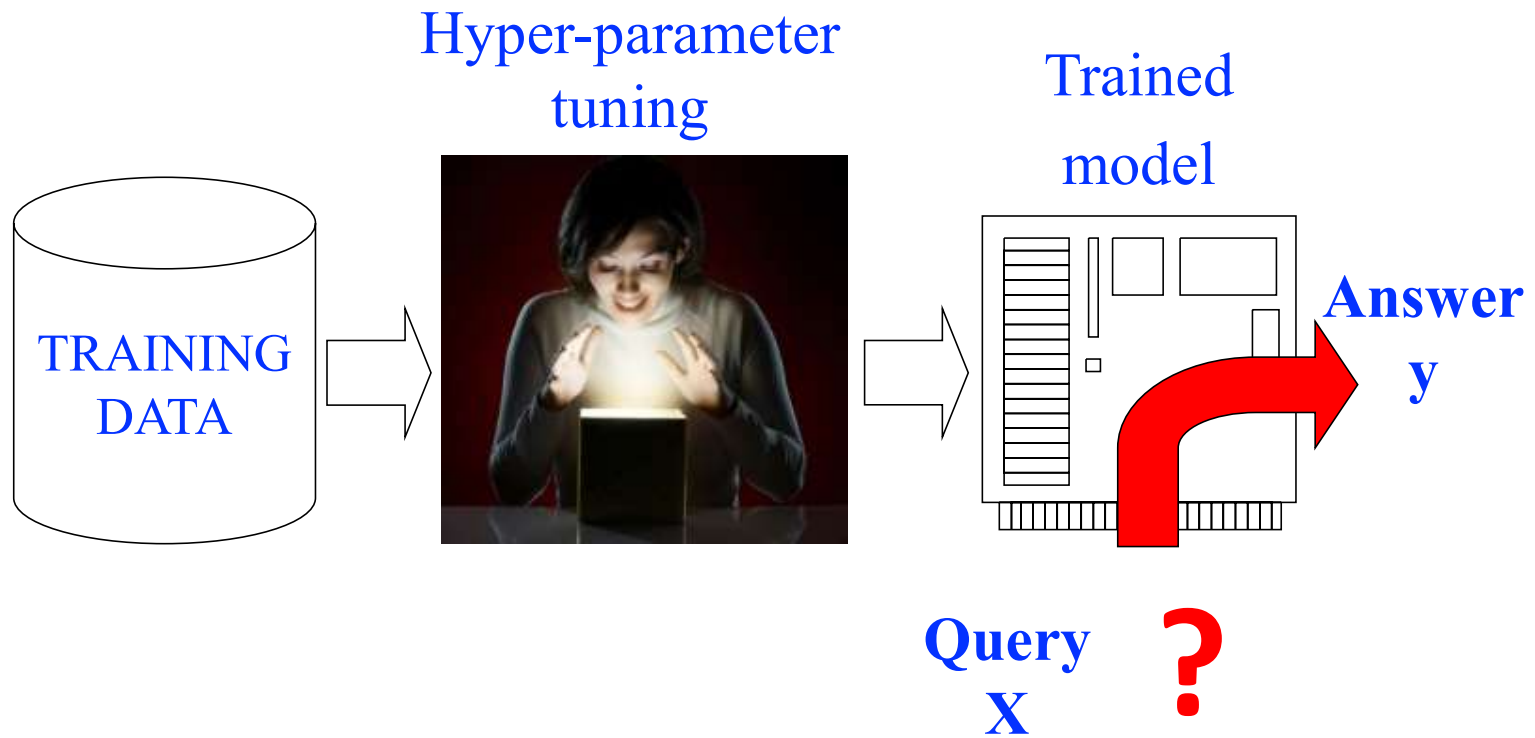 Hyper-parameter
tuning
Trained
model
TRAINING
DATA
Answer
y
Query
X
?